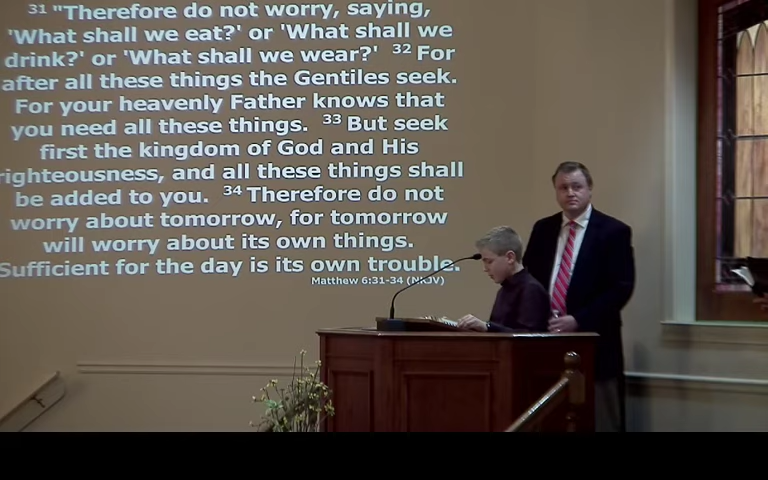 31 "Therefore do not worry, saying,
'What shall we eat?' or 'What shall we
drink?' or 'What shall we wear?' 32 For
after all these things the Gentiles seek.
For your heavenly Father knows that
you need all these things. 33 But seek
first the kingdom of God and His
righteousness, and all these things shall
be added to you. 34 Therefore do not
worry about tomorrow, for tomorrow
will worry about its own things.
Sufficient for the day is its own trouble.
Matthew 6:31-34 (NKJV)